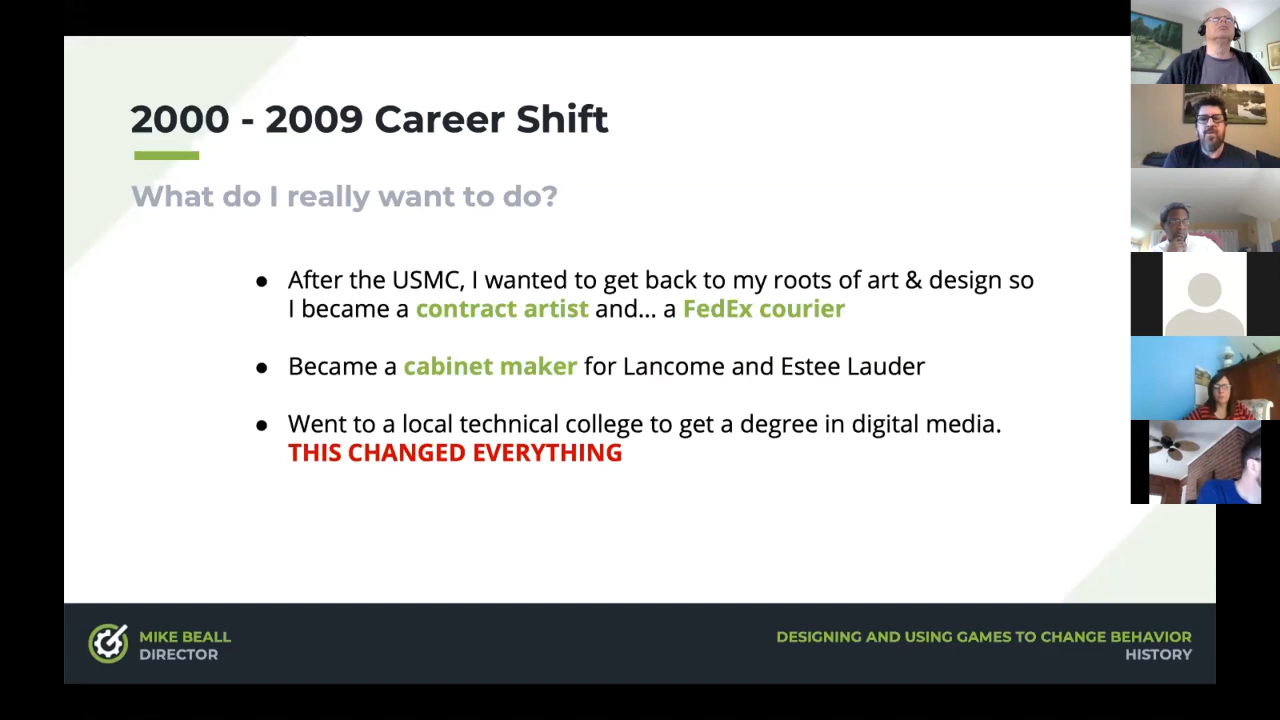 2000 - 2009 Career Shift
What do I really want to do?
● After the USMC, I wanted to get back to my roots of art & design so
I became a contract artist and... a FedEx courier
● Became a cabinet maker for Lancome and Estee Lauder
● Went to a local technical college to get a degree in digital media.
THIS CHANGED EVERYTHING
MIKE BEALL
DIRECTOR
DESIGNING AND USING GAMES TO CHANGE BEHAVIOR
HISTORY